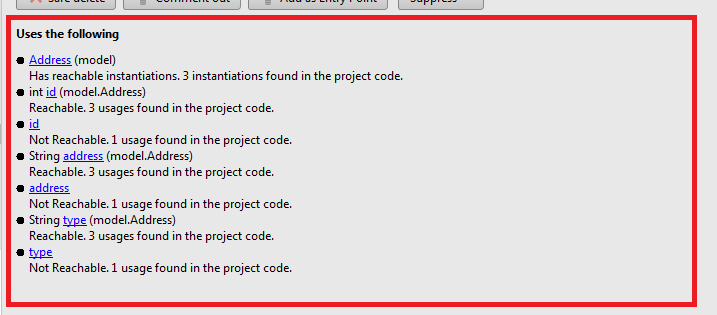 Safe delete Comment out Add as Entry Point Suppress
Uses the following
Address (model)
Has reachable instantiations. 3 instantiations found in the project code.
int id (model.Address)
Reachable. 3 usages found in the project code.
id
Not Reachable. 1 usage found in the project code.
String address (model.Address)
Reachable. 3 usages found in the project code.
address
Not Reachable. 1 usage found in the project code.
String type (model.Address)
Reachable. 3 usages found in the project code.
type
Not Reachable. 1 usage found in the project code.